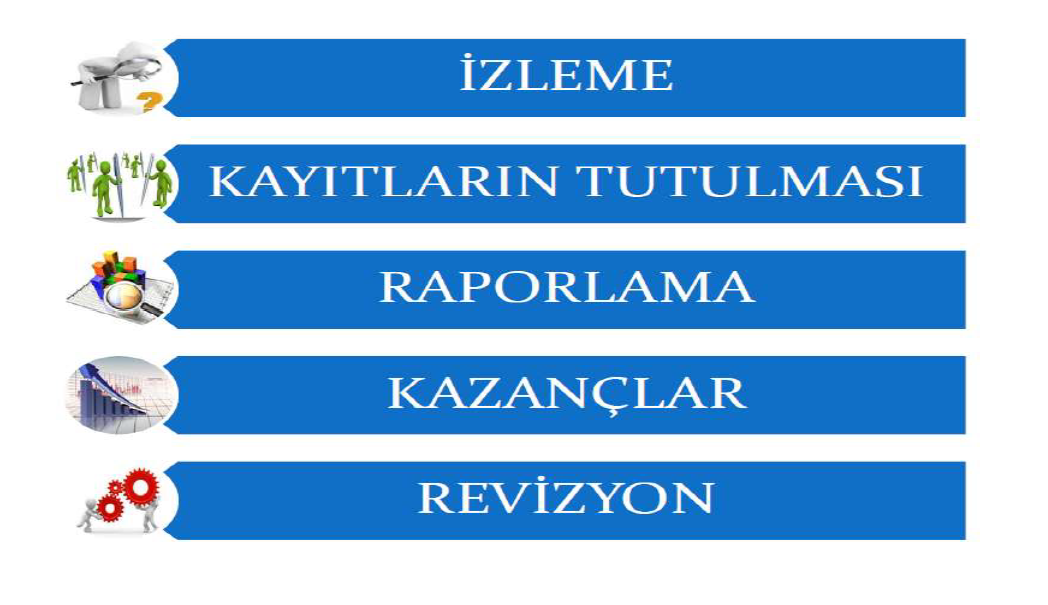 İZLEME
KAYITLARIN TUTULMASI
RAPORLAMA
KAZANÇLAR
REVİZYON